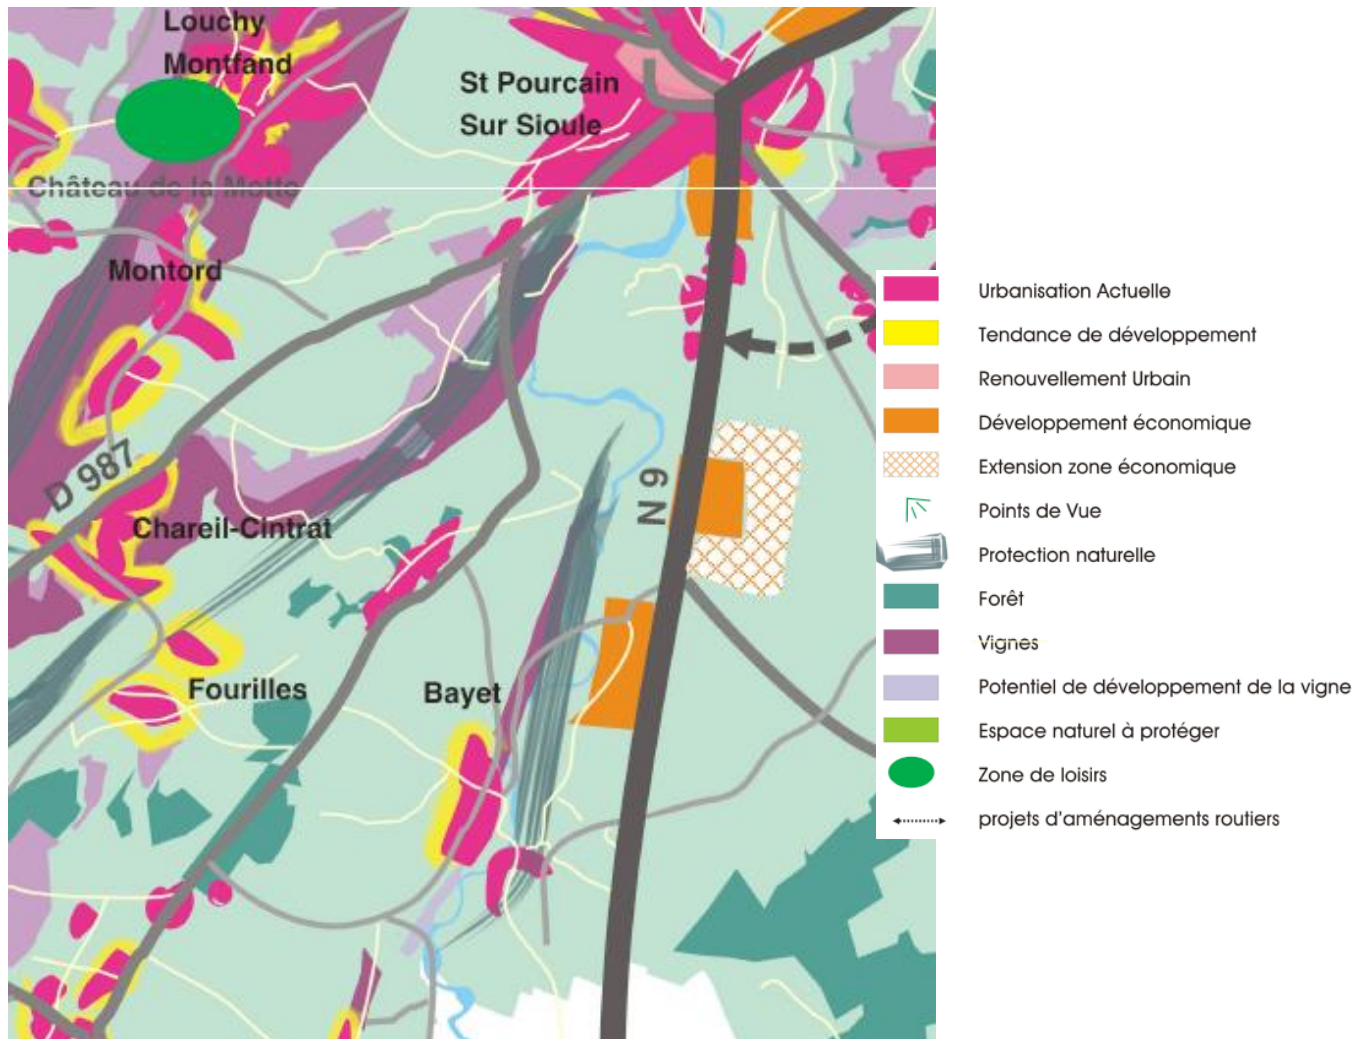 Louchy
Montfand
St Pourcain
Sur Sioule
Château de la Motte
Montord
D 987
N 9
Chareil-Cintrat
Fourilles
Bayet
Urbanisation Actuelle
Tendance de développement
Renouvellement Urbain
Développement économique
Extension zone économique
Points de Vue
Protection naturelle
Forêt
Vignes
Potentiel de développement de la vigne
Espace naturel à protéger
Zone de loisirs
projets d'aménagements routiers